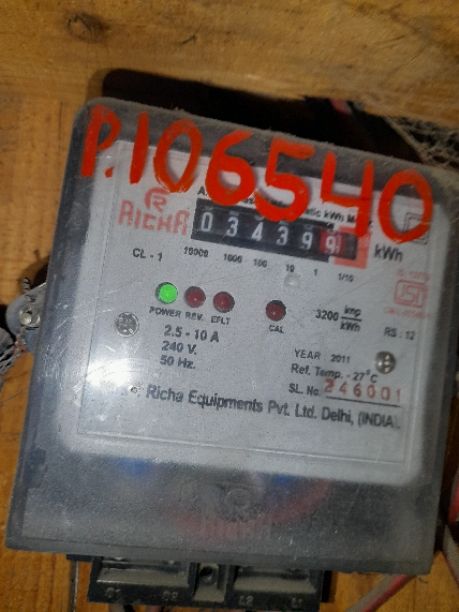 P.106540
RICHA
034399
kWh
CL - 1
10000 1000 100 10 1 1/10
POWER REV. EFLT CAL
3200 imp/kWh
RS : 12
2.5 - 10 A
240 V.
50 Hz.
YEAR : 2011
Ref. Temp. - 27°C
SL. No. 246001
Richa Equipments Pvt. Ltd. Delhi, (INDIA).